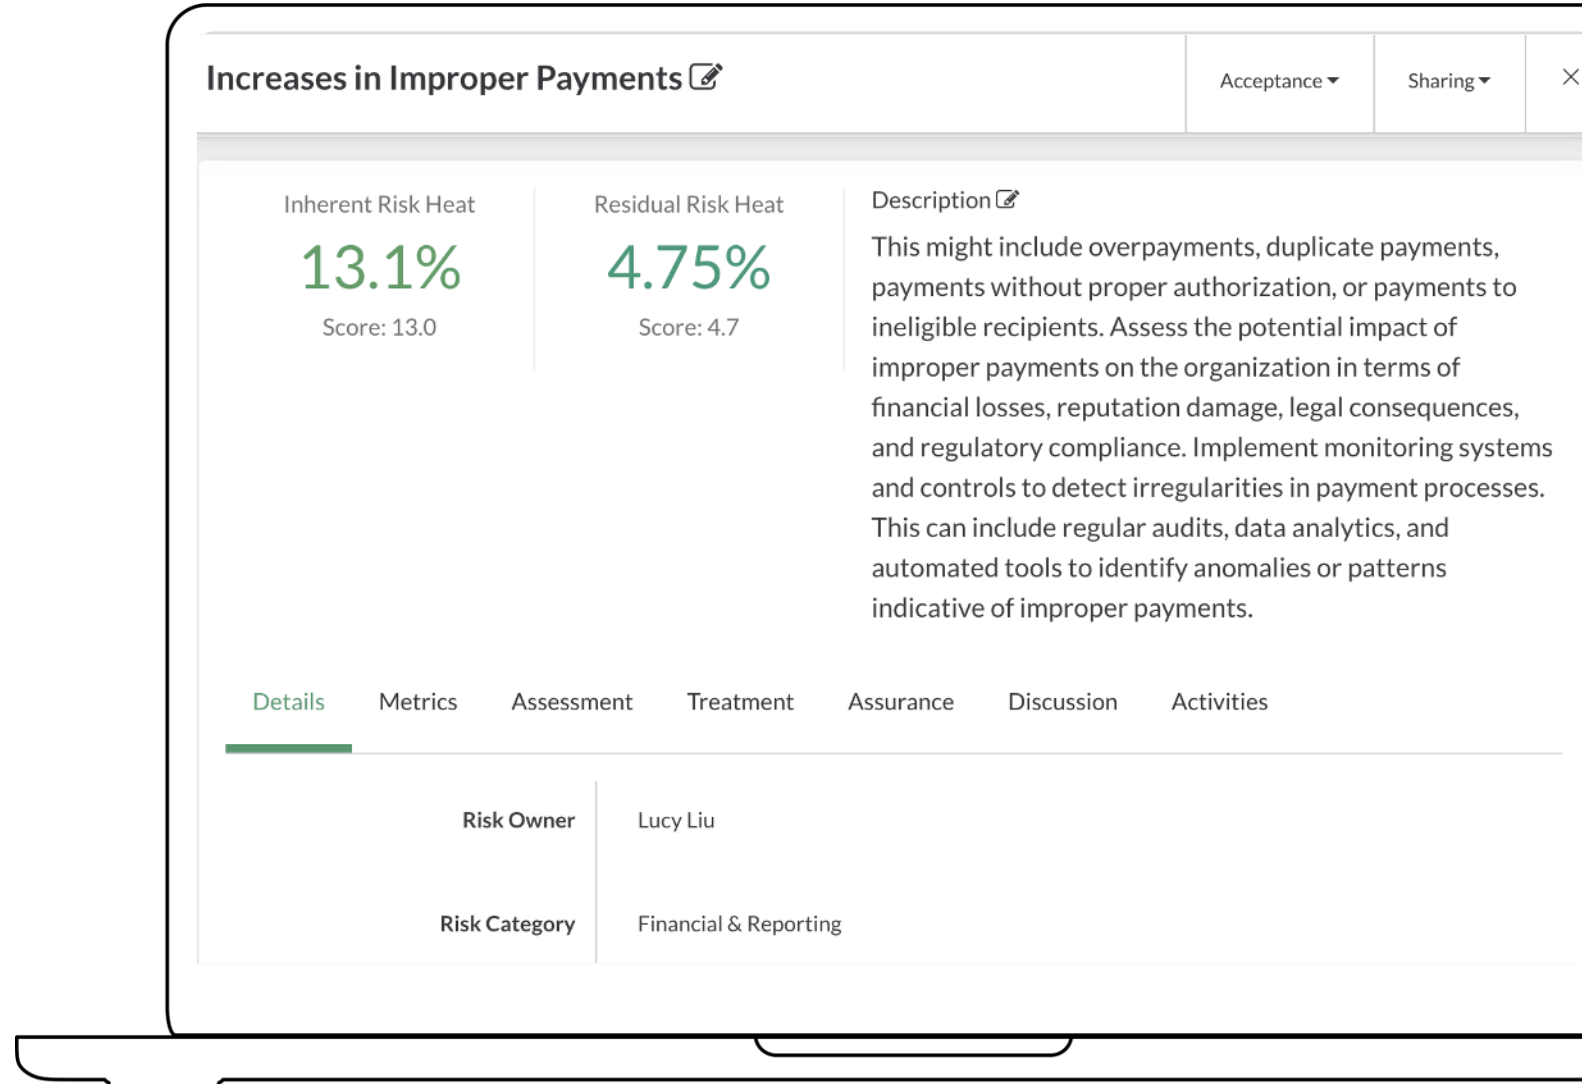 Increases in Improper Payments
Acceptance
Sharing
Inherent Risk Heat
13.1%
Score: 13.0
Residual Risk Heat
4.75%
Score: 4.7
Description
This might include overpayments, duplicate payments,
payments without proper authorization, or payments to
ineligible recipients. Assess the potential impact of
improper payments on the organization in terms of
financial losses, reputation damage, legal consequences,
and regulatory compliance. Implement monitoring systems
and controls to detect irregularities in payment processes.
This can include regular audits, data analytics, and
automated tools to identify anomalies or patterns
indicative of improper payments.
Details Metrics Assessment Treatment Assurance Discussion Activities
Risk Owner Lucy Liu
Risk Category Financial & Reporting